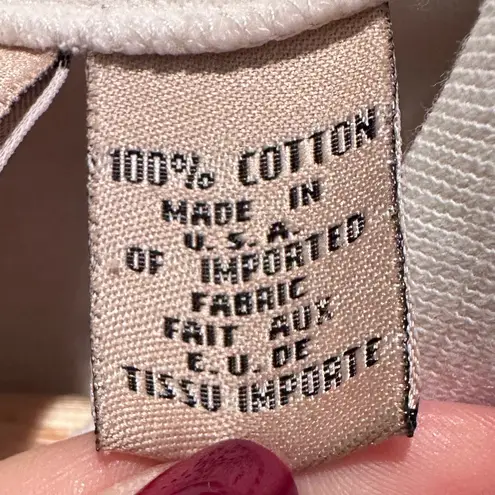 100% COTTON
MADE IN
U.S.A.
OF IMPORTED
FABRIC
FAIT AUX
E.U. DE
TISSU IMPORTE